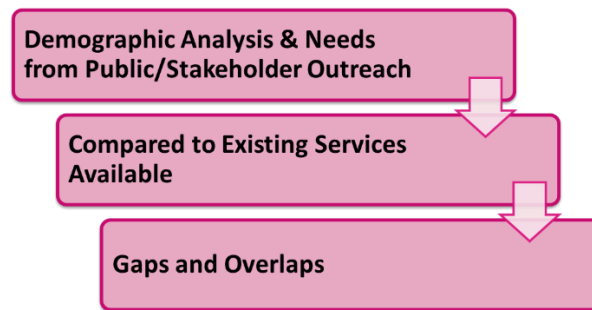 Demographic Analysis & Needs
from Public/Stakeholder Outreach
Compared to Existing Services
Available
Gaps and Overlaps